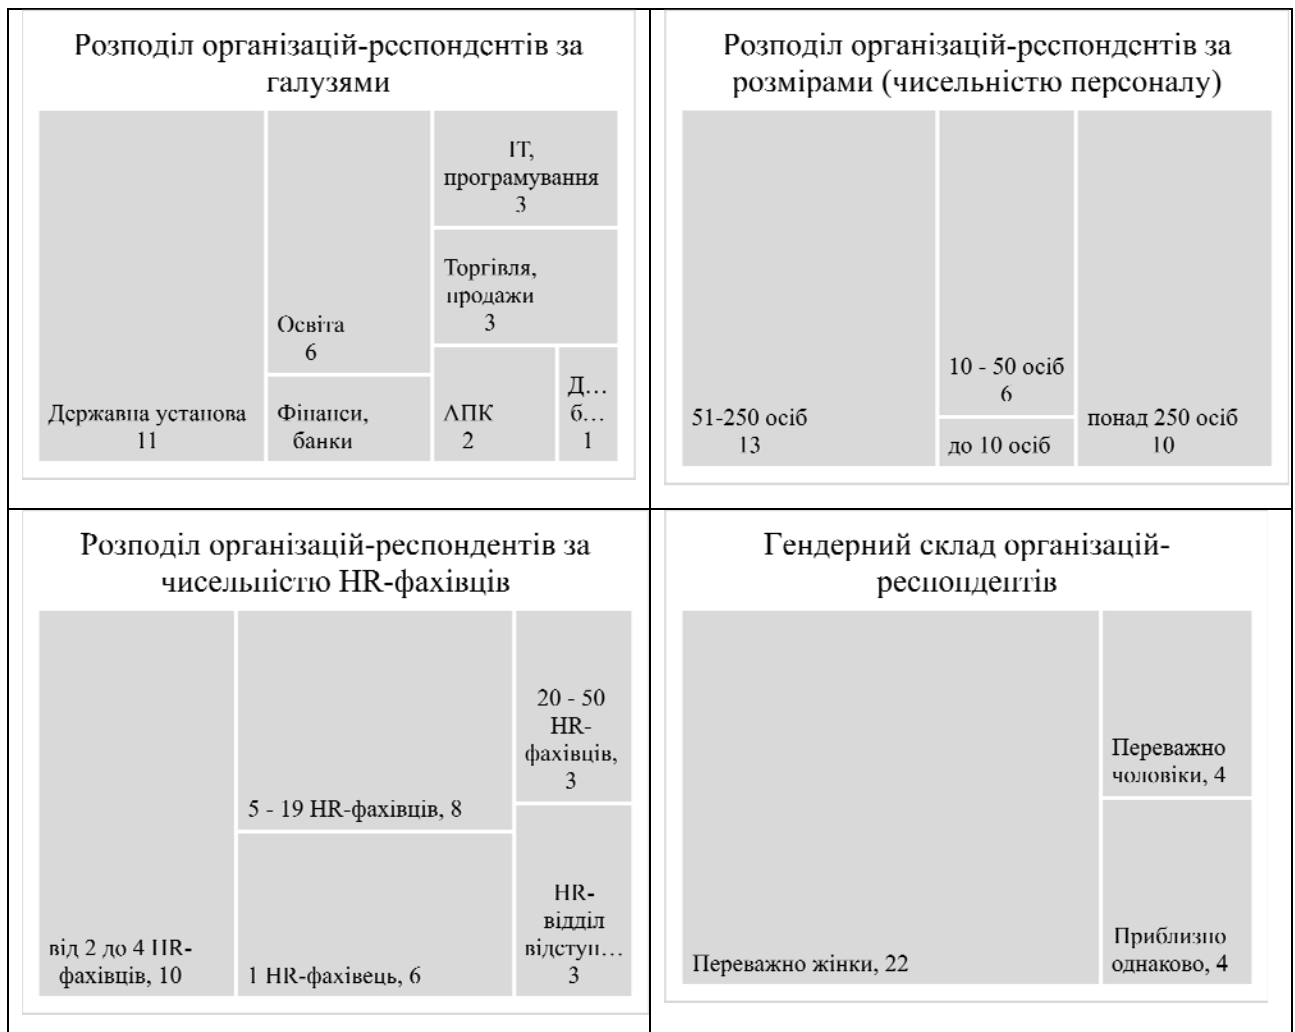 Розподіл організацій-респондентів за
галузями
ІТ,
програмування
3
Торгівля,
продажи
3
Освіта
6
Державна установа
11
Фінанси,
банки
АПК
2
Д…
б…
1
Розподіл організацій-респондентів за
розмірами (чисельністю персоналу)
10 - 50 осіб
6
51-250 осіб
13
до 10 осіб
понад 250 осіб
10
Розподіл організацій-респондентів за
чисельністю HR-фахівців
20 - 50
HR-
фахівців,
3
5 - 19 HR-фахівців, 8
HR-
відділ
відступ…
3
від 2 до 4 HR-
фахівців, 10
1 HR-фахівець, 6
Гендерний склад організацій-
респондентів
Переважно
чоловіки, 4
Переважно жінки, 22
Приблизно
однаково, 4